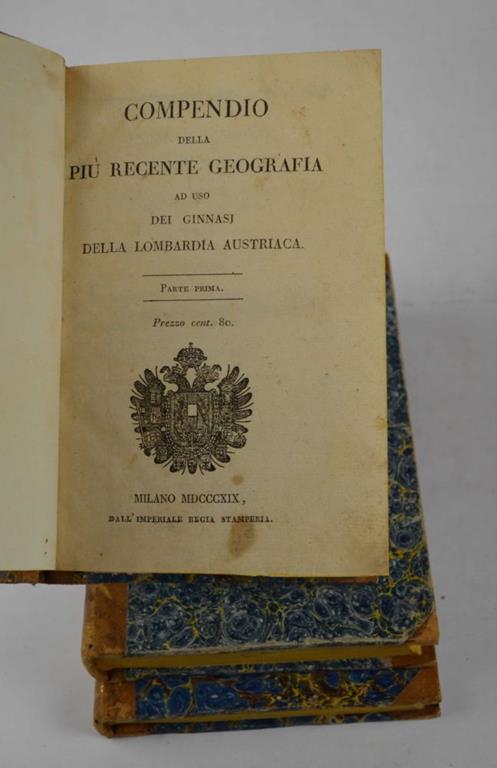 COMPENDIO
DELLA
PIÙ RECENTE GEOGRAFIA
AD USO
DEI GINNASJ
DELLA LOMBARDIA AUSTRIACA.
PARTE PRIMA.
Prezzo cent. 80.
MILANO MDCCCXIX,
DALL'IMPERIALE REGIA STAMPERIA.